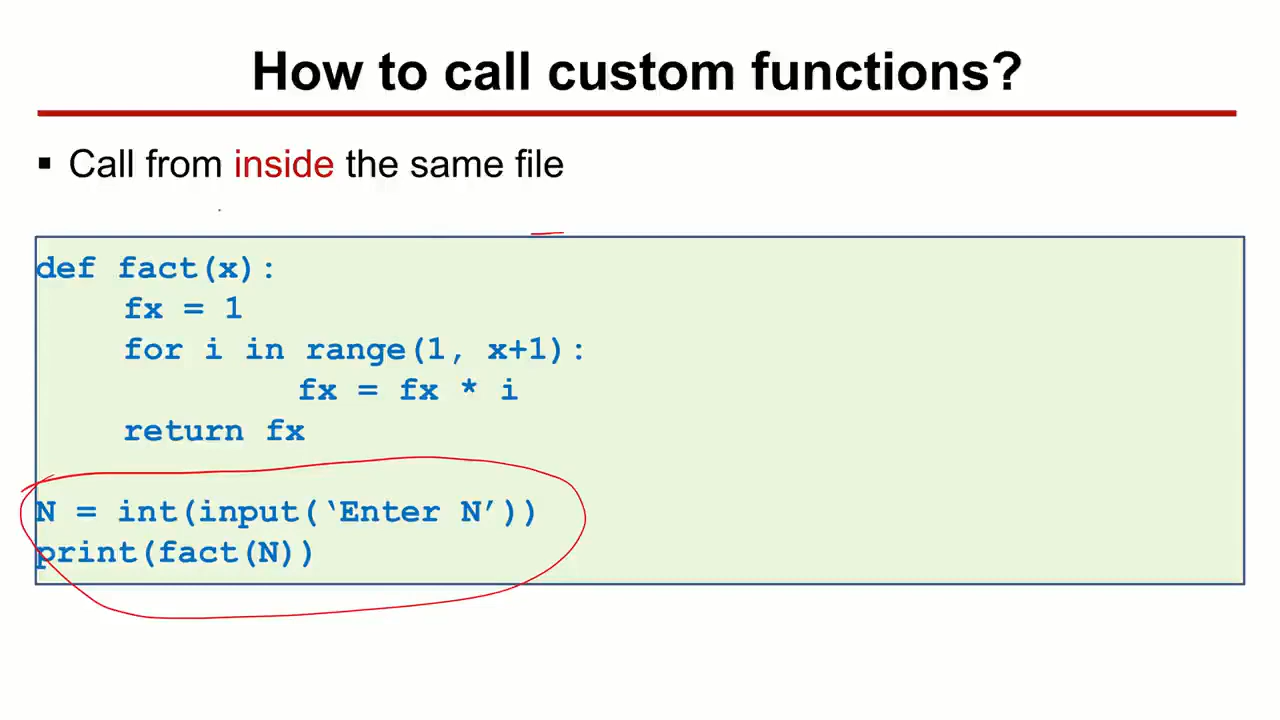 How to call custom functions?
▪ Call from inside the same file
def fact(x):
fx = 1
for i in range(1, x+1):
fx = fx * i
return fx
N = int(input(‘Enter N’))
print(fact(N))